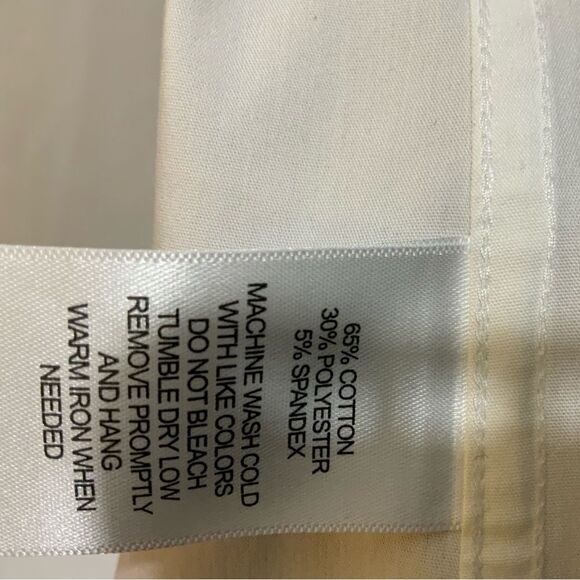 65% COTTON
30% POLYESTER
5% SPANDEX
MACHINE WASH COLD
WITH LIKE COLORS
DO NOT BLEACH
TUMBLE DRY LOW
REMOVE PROMPTLY
AND HANG
WARM IRON WHEN
NEEDED